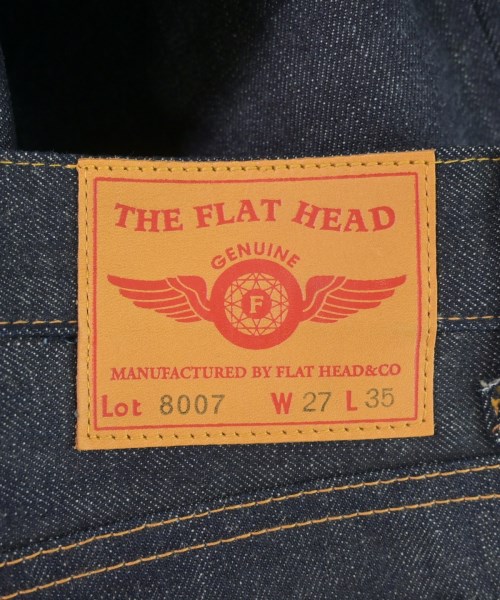 THE FLAT HEAD
GENUINE
F
MANUFACTURED BY FLAT HEAD&CO
Lot 8007 W 27 L 35